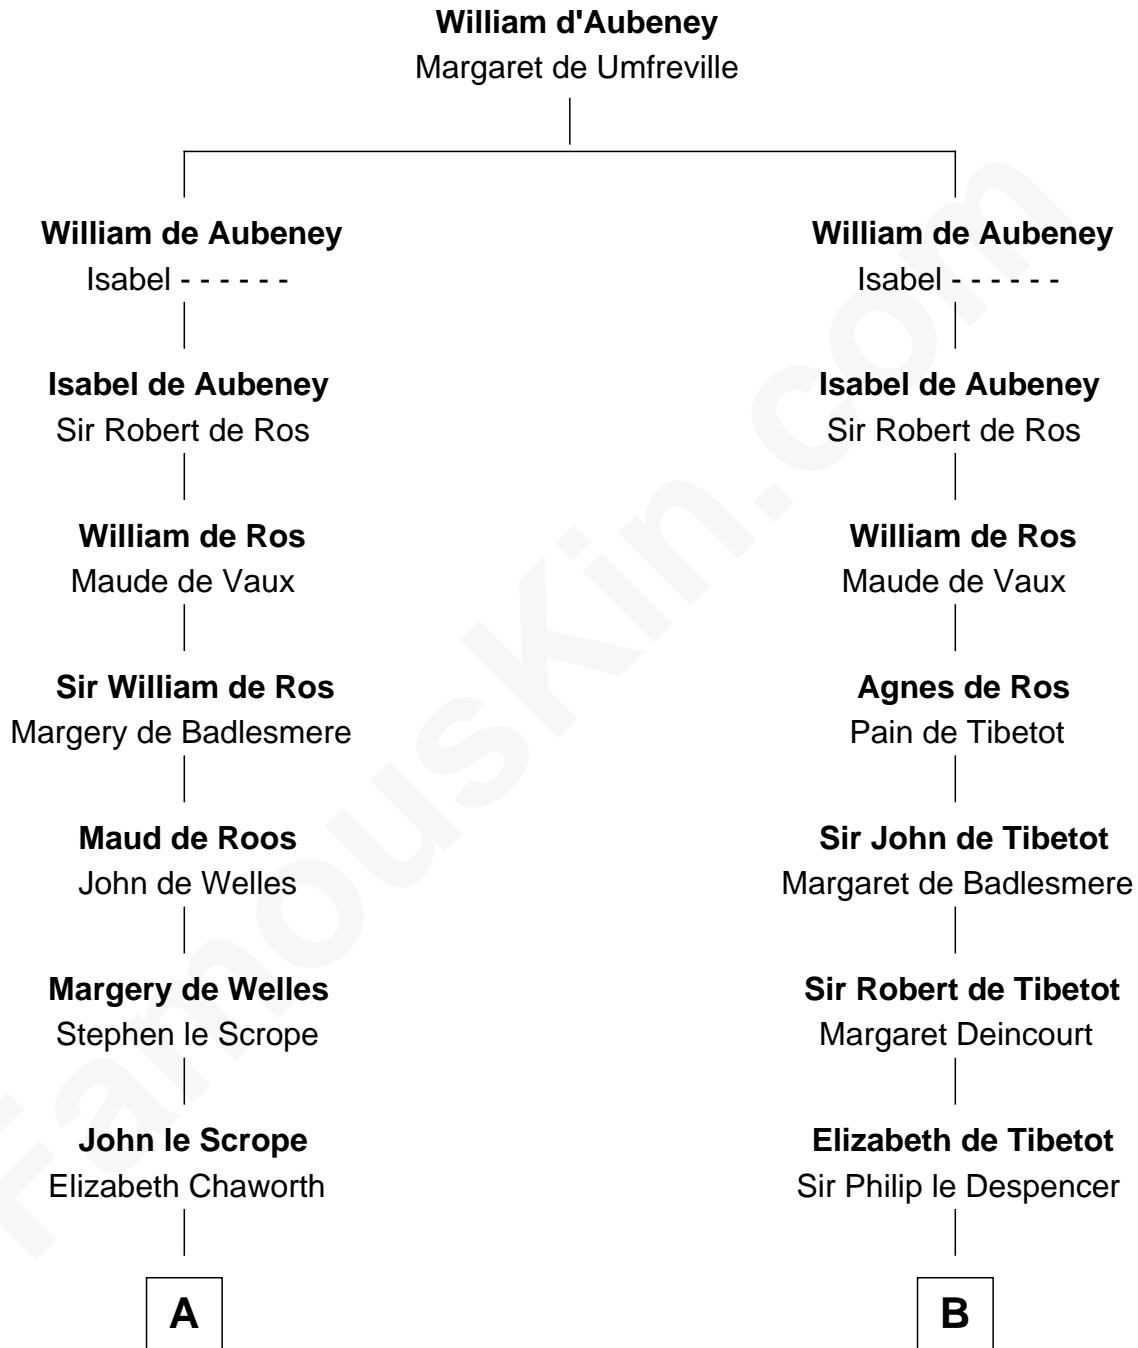 William d'Aubeney
Margaret de Umfreville
William de Aubeney
Isabel - - - - - -
William de Aubeney
Isabel - - - - - -
Isabel de Aubeney
Sir Robert de Ros
Isabel de Aubeney
Sir Robert de Ros
William de Ros
Maude de Vaux
William de Ros
Maude de Vaux
Sir William de Ros
Margery de Badlesmere
Agnes de Ros
Pain de Tibetot
Maud de Roos
John de Welles
Sir John de Tibetot
Margaret de Badlesmere
Margery de Welles
Stephen le Scrope
Sir Robert de Tibetot
Margaret Deincourt
John le Scrope
Elizabeth Chaworth
Elizabeth de Tibetot
Sir Philip le Despencer
A
B
FamousKin.com